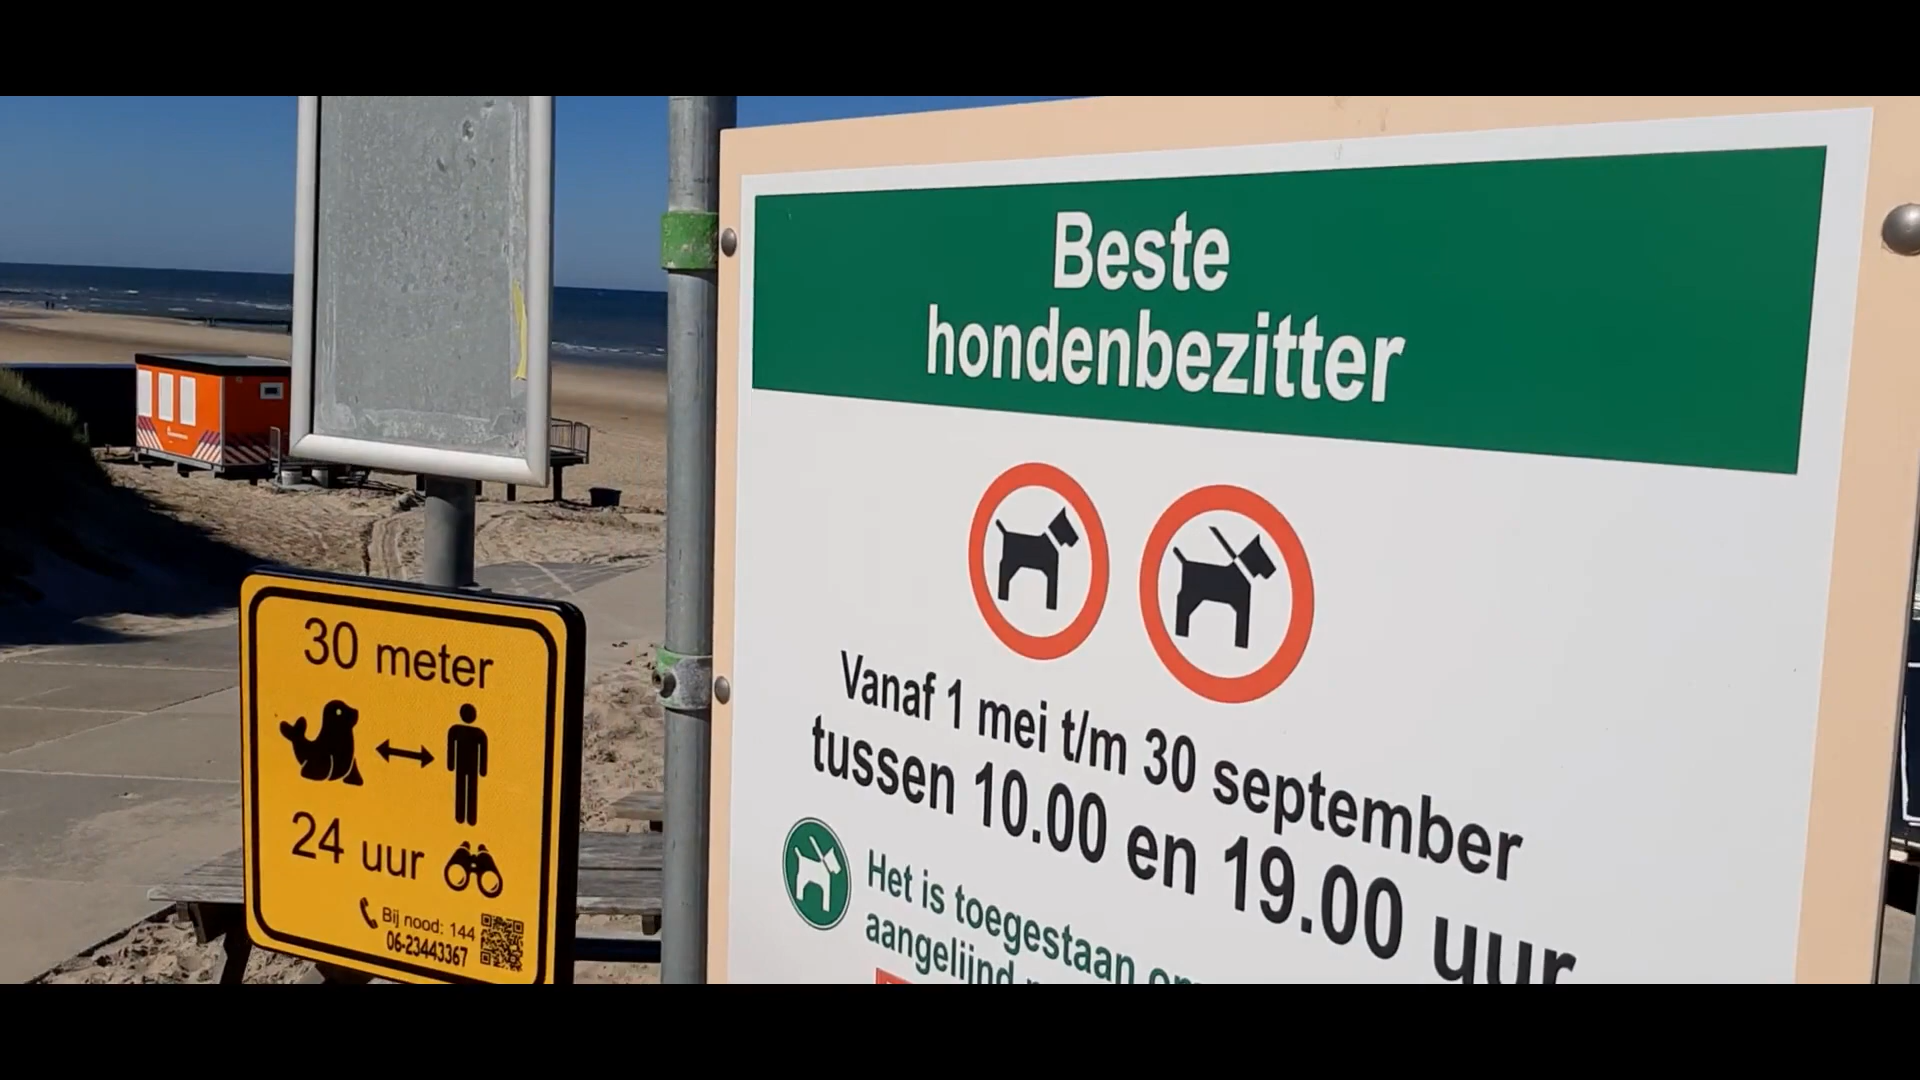 30 meter
24 uur
Bij nood: 144
06-23443367
Beste
hondenbezitter
Vanaf 1 mei t/m 30 september
tussen 10.00 en 19.00 uur
Het is toegestaan
aangelijnd